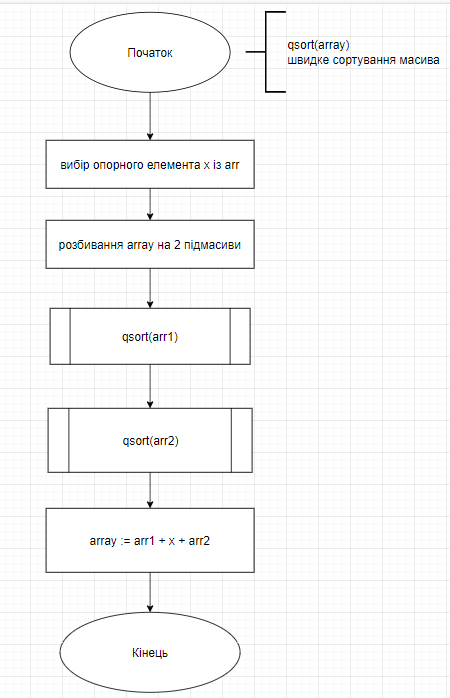 Початок
qsort(array)
швидке сортування масива
вибір опорного елемента x із arr
розбивання array на 2 підмасиви
qsort(arr1)
qsort(arr2)
array := arr1 + x + arr2
Кінець